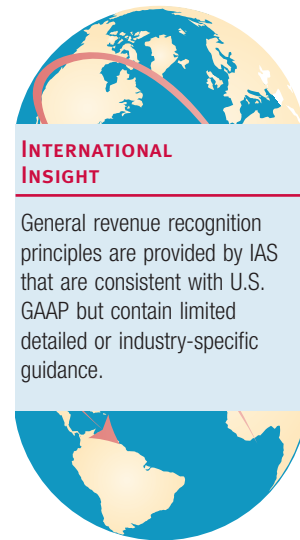 INTERNATIONAL
INSIGHT
General revenue recognition
principles are provided by IAS
that are consistent with U.S.
GAAP but contain limited
detailed or industry-specific
guidance.